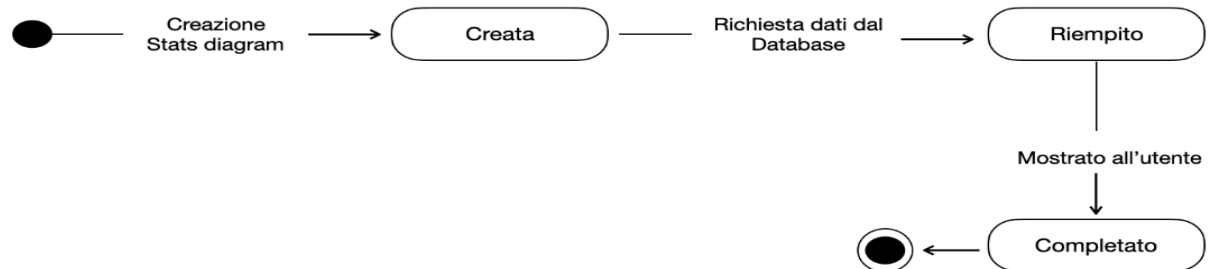 Creazione
Stats diagram
Creata
Richiesta dati dal
Database
Riempito
Mostrato all'utente
Completato